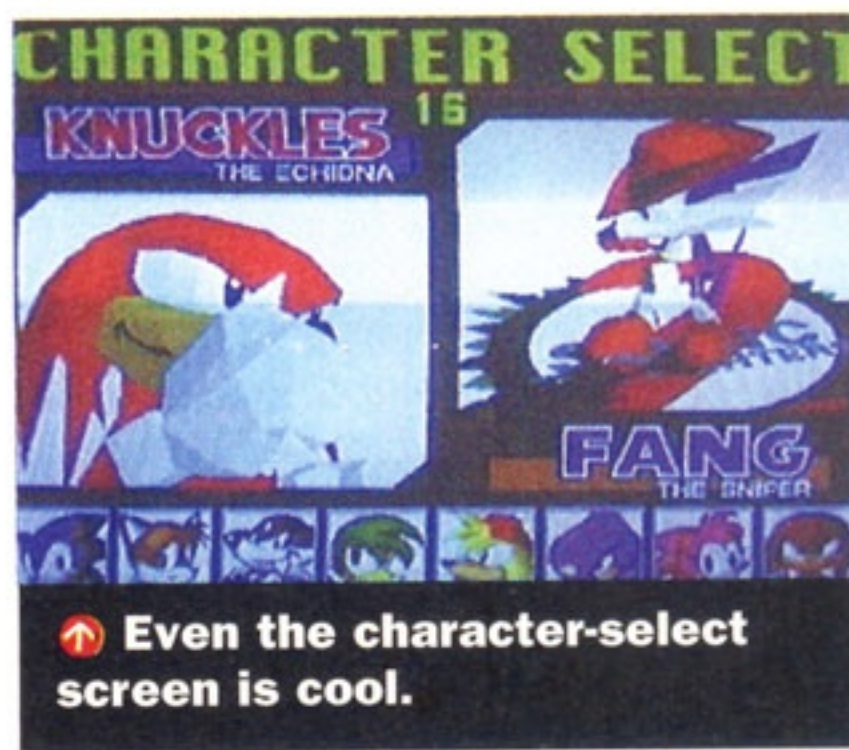 CHARACTER SELECT
16
KNUCKLES
THE ECHIDNA
FANG
THE SNIPER
Even the character-select
screen is cool.